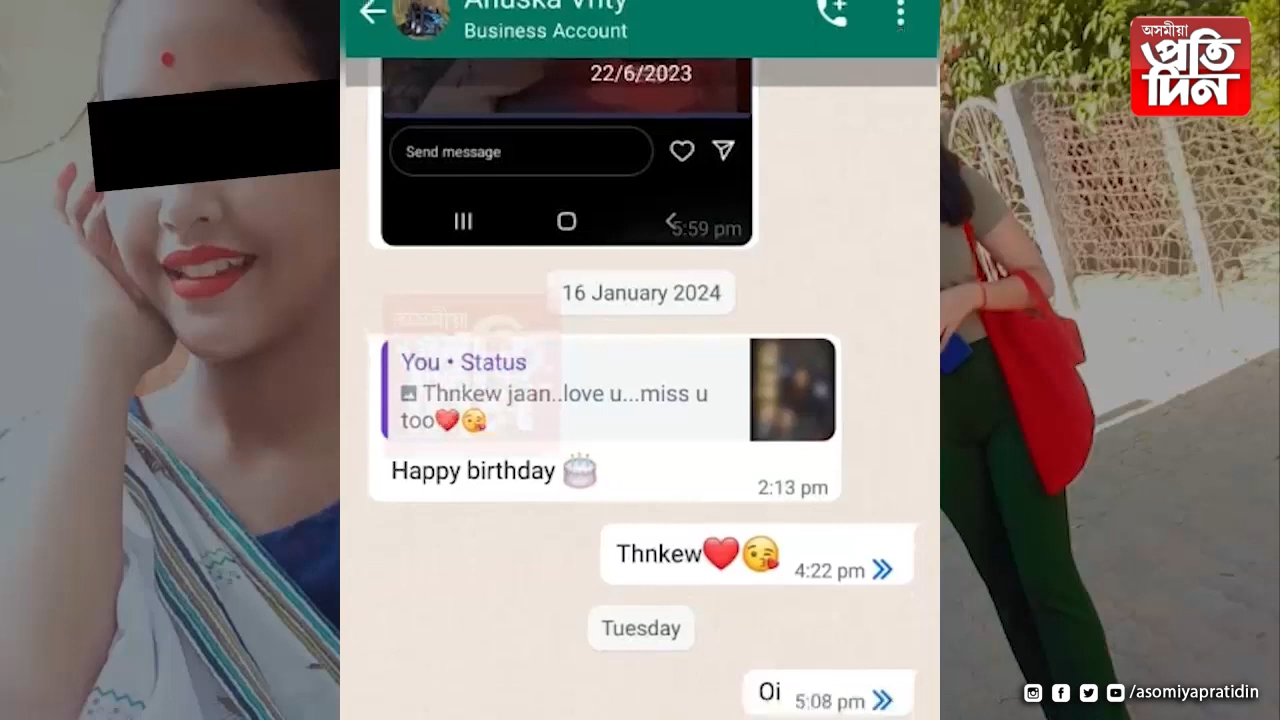 Anuska Vrity
Business Account
22/6/2023
Send message
5:59 pm
16 January 2024
You • Status
Thnkew jaan..love u...miss u
too❤️😘
Happy birthday 🎂
2:13 pm
Thnkew❤️😘
4:22 pm
Tuesday
Oi
5:08 pm
অসমীয়া
প্ৰতি
দিন
/asomiyapratidin